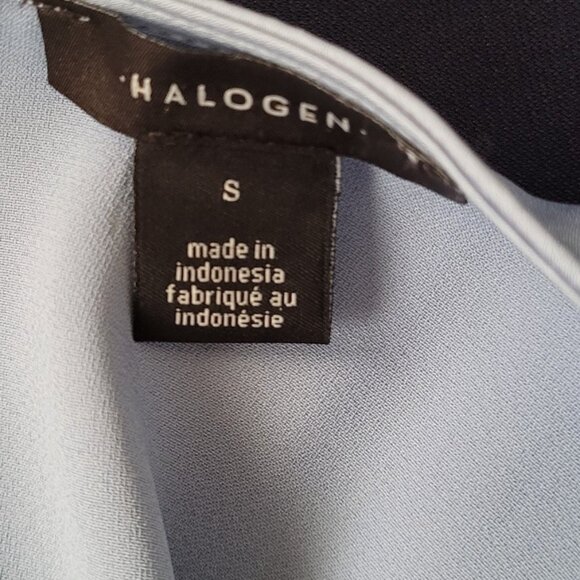 HALOGEN
S
made in
indonesia
fabriqué au
indonésie